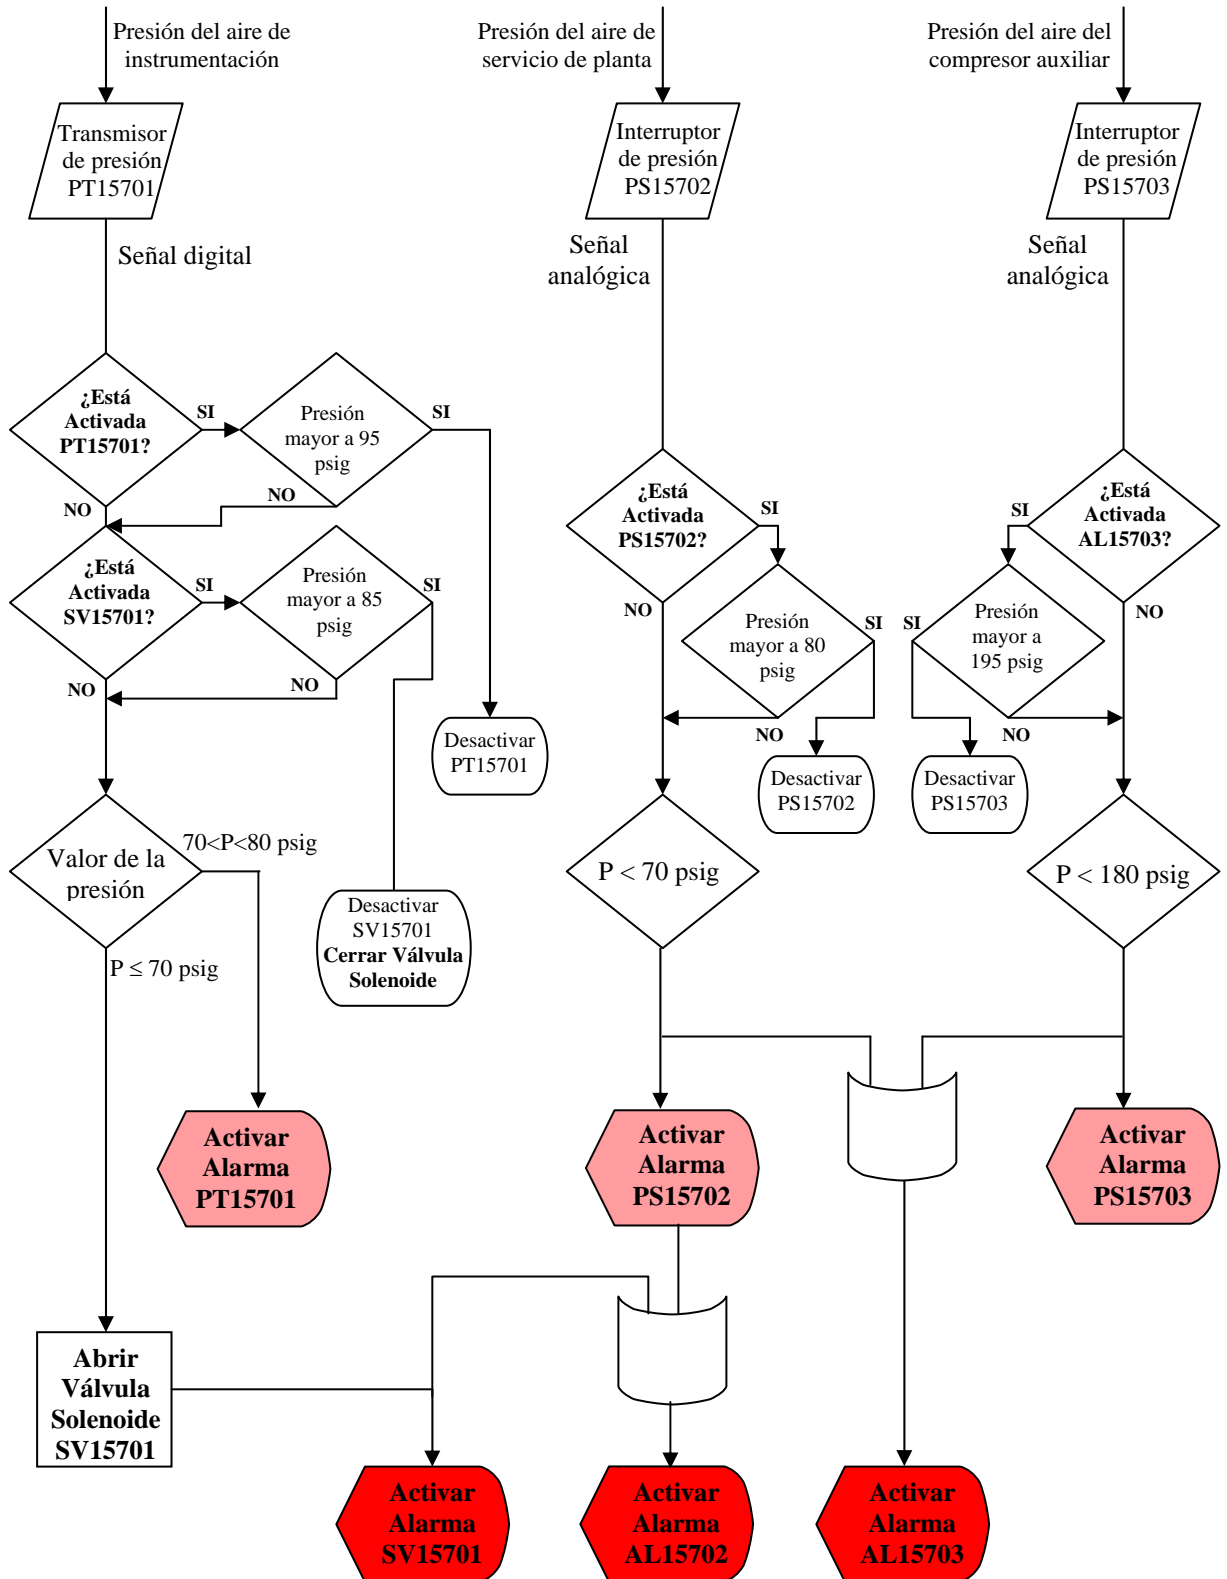 Presión del aire de
instrumentación
Presión del aire de
servicio de planta
Presión del aire del
compresor auxiliar
Transmisor
de presión
PT15701
Interruptor
de presión
PS15702
Interruptor
de presión
PS15703
Señal digital
Señal
analógica
Señal
analógica
¿Está
Activada
PT15701?
SI
Presión
mayor a 95
psig
SI
NO
NO
¿Está
Activada
SV15701?
SI
Presión
mayor a 85
psig
SI
NO
NO
¿Está
Activada
PS15702?
SI
NO
Presión
mayor a 80
psig
SI
NO
¿Está
Activada
AL15703?
SI
NO
Presión
mayor a
195 psig
SI
NO
Desactivar
PT15701
Desactivar
PS15702
Desactivar
PS15703
Valor de la
presión
70<P<80 psig
P ≤ 70 psig
Desactivar
SV15701
Cerrar Válvula
Solenoide
P < 70 psig
P < 180 psig
Activar
Alarma
PT15701
Activar
Alarma
PS15702
Activar
Alarma
PS15703
Abrir
Válvula
Solenoide
SV15701
Activar
Alarma
SV15701
Activar
Alarma
AL15702
Activar
Alarma
AL15703